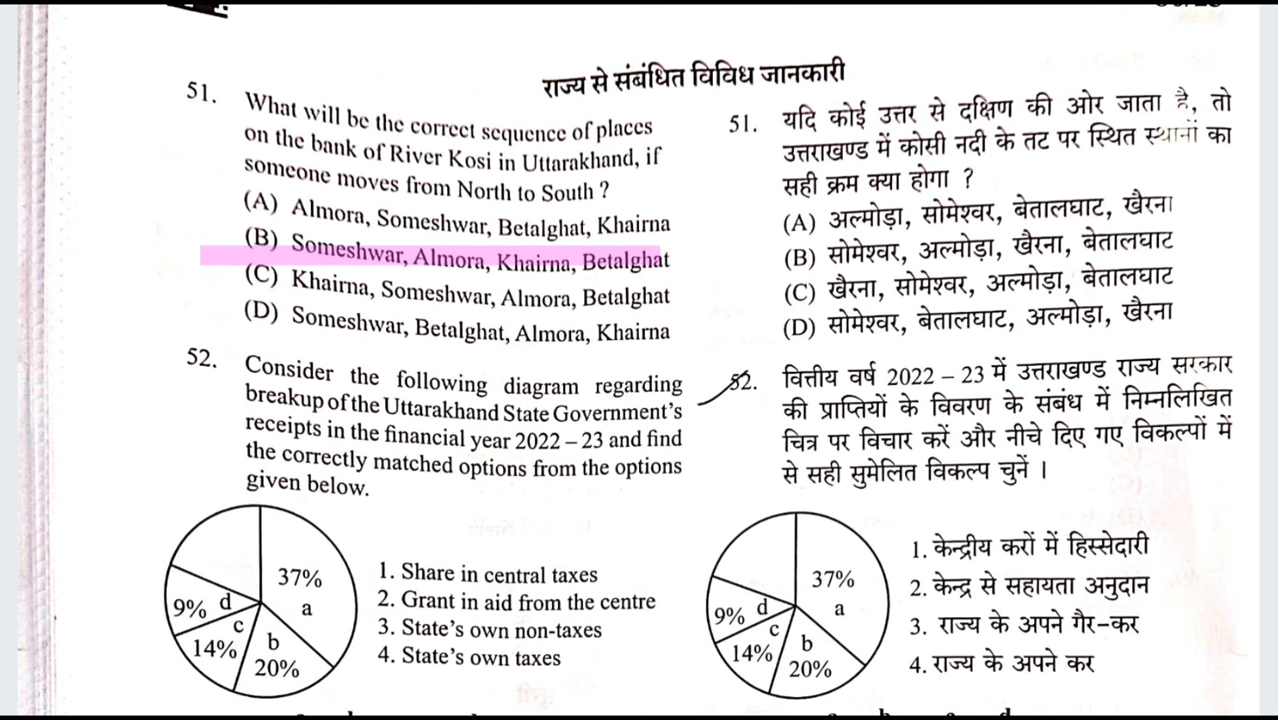 राज्य से संबंधित विविध जानकारी
51. What will be the correct sequence of places
on the bank of River Kosi in Uttarakhand, if
someone moves from North to South ?
(A) Almora, Someshwar, Betalghat, Khairna
(B) Someshwar, Almora, Khairna, Betalghat
(C) Khairna, Someshwar, Almora, Betalghat
(D) Someshwar, Betalghat, Almora, Khairna
52. Consider the following diagram regarding
breakup of the Uttarakhand State Government's
receipts in the financial year 2022 – 23 and find
the correctly matched options from the options
given below.
37%
a
9% d
c
14%
b
20%
1. Share in central taxes
2. Grant in aid from the centre
3. State's own non-taxes
4. State's own taxes
51. यदि कोई उत्तर से दक्षिण की ओर जाता है, तो
उत्तराखण्ड में कोसी नदी के तट पर स्थित स्थानों का
सही क्रम क्या होगा ?
(A) अल्मोड़ा, सोमेश्वर, बेतालघाट, खैरना
(B) सोमेश्वर, अल्मोड़ा, खैरना, बेतालघाट
(C) खैरना, सोमेश्वर, अल्मोड़ा, बेतालघाट
(D) सोमेश्वर, बेतालघाट, अल्मोड़ा, खैरना
52. वित्तीय वर्ष 2022 – 23 में उत्तराखण्ड राज्य सरकार
की प्राप्तियों के विवरण के संबंध में निम्नलिखित
चित्र पर विचार करें और नीचे दिए गए विकल्पों में
से सही सुमेलित विकल्प चुनें ।
37%
a
9% d
c
14%
b
20%
1. केन्द्रीय करों में हिस्सेदारी
2. केन्द्र से सहायता अनुदान
3. राज्य के अपने गैर-कर
4. राज्य के अपने कर